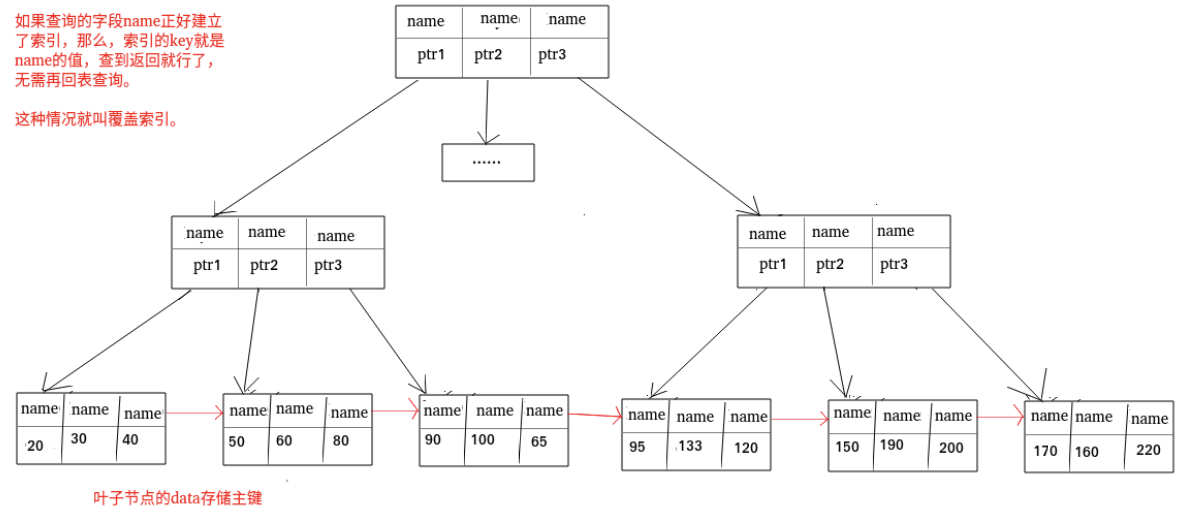 如果查询的字段name正好建立
了索引，那么，索引的key就是
name的值，查到返回就行了，
无需再回表查询。
这种情况就叫覆盖索引。
name name name
ptr1 ptr2 ptr3
······
name name name
ptr1 ptr2 ptr3
name name name
ptr1 ptr2 ptr3
name name name
20 30 40
name name name
50 60 80
name name name
90 100 65
name name name
95 133 120
name name name
150 190 200
name name name
170 160 220
叶子节点的data存储主键